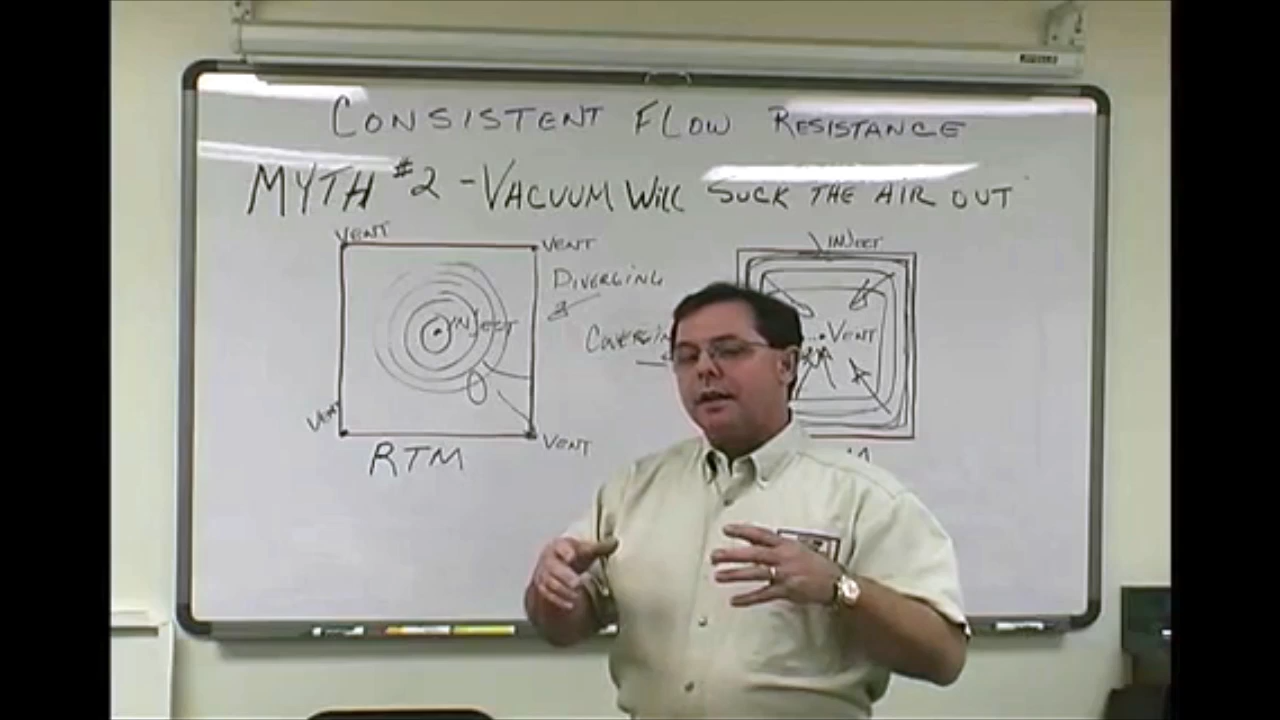 CONSISTENT FLOW RESISTANCE
MYTH #2 - VACUUM WILL SUCK THE AIR OUT
VENT
VENT
INJECT
DIVERGING
INJECT
VENT
VENT
VENT
RTM